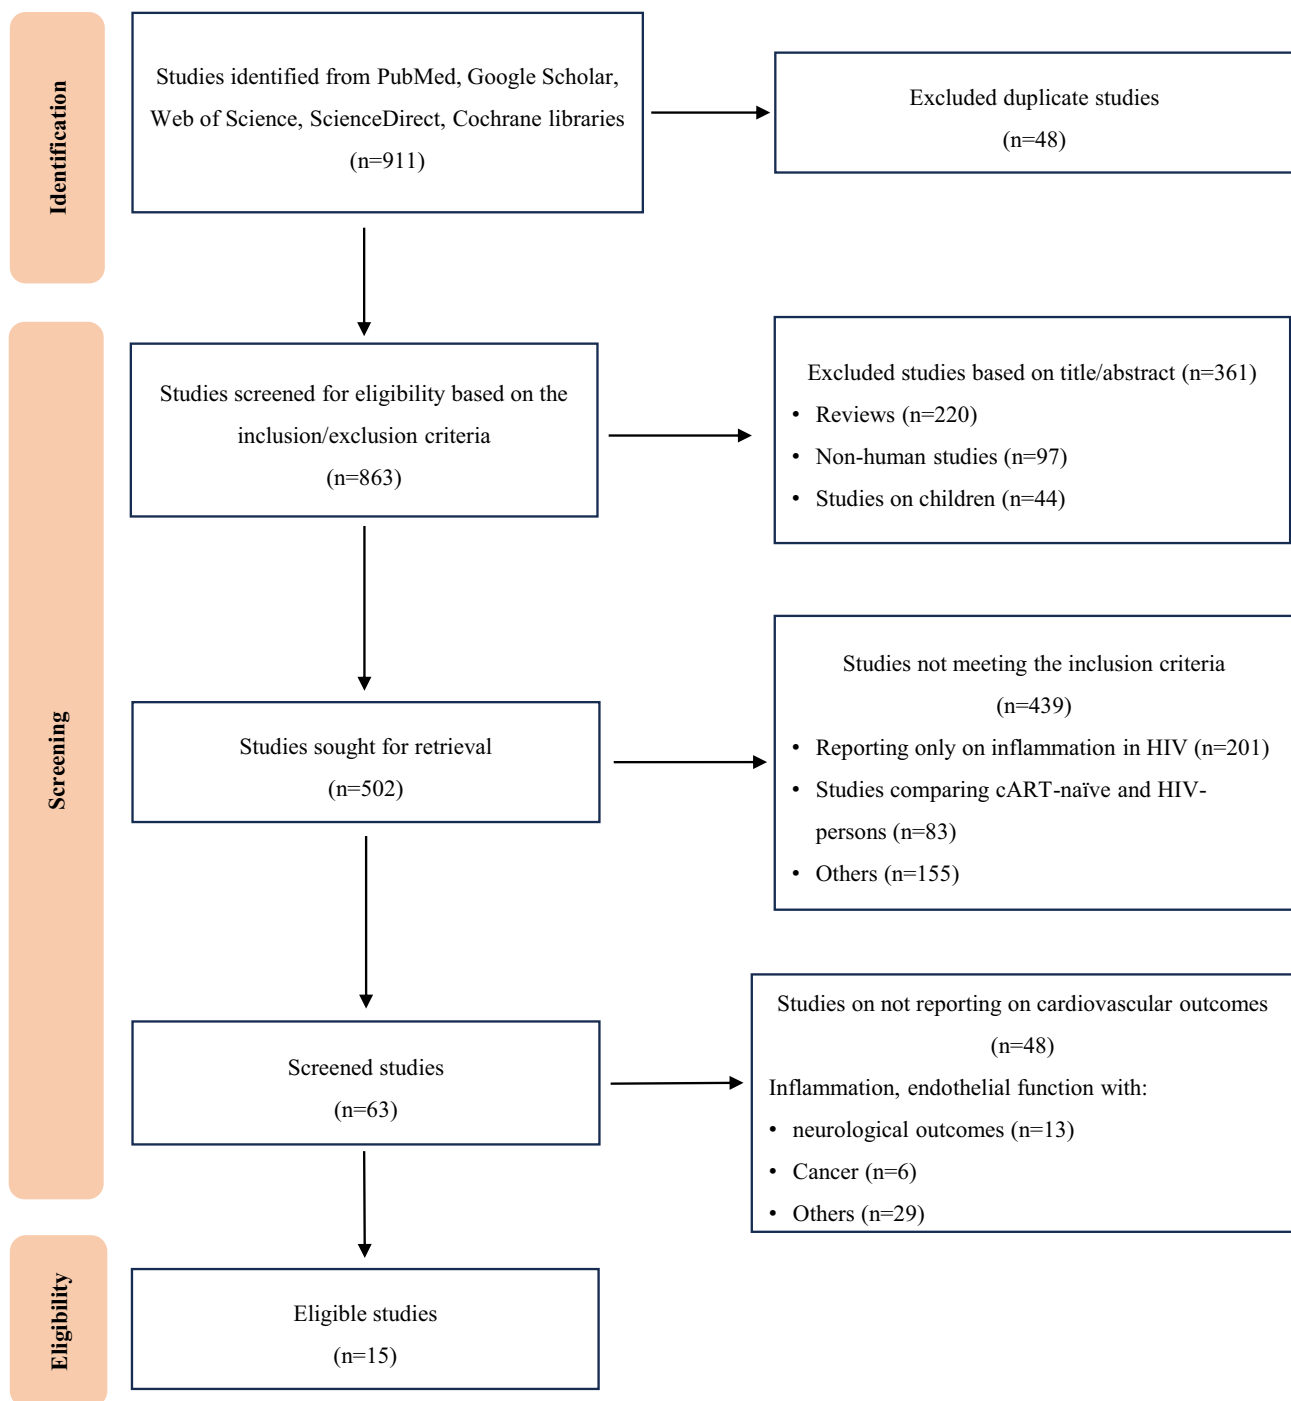 Identification
Studies identified from PubMed, Google Scholar,
Web of Science, ScienceDirect, Cochrane libraries
(n=911)
Excluded duplicate studies
(n=48)
Screening
Studies screened for eligibility based on the
inclusion/exclusion criteria
(n=863)
Excluded studies based on title/abstract (n=361)
• Reviews (n=220)
• Non-human studies (n=97)
• Studies on children (n=44)
Studies sought for retrieval
(n=502)
Studies not meeting the inclusion criteria
(n=439)
• Reporting only on inflammation in HIV (n=201)
• Studies comparing cART-naïve and HIV-
persons (n=83)
• Others (n=155)
Screened studies
(n=63)
Studies on not reporting on cardiovascular outcomes
(n=48)
Inflammation, endothelial function with:
• neurological outcomes (n=13)
• Cancer (n=6)
• Others (n=29)
Eligibility
Eligible studies
(n=15)